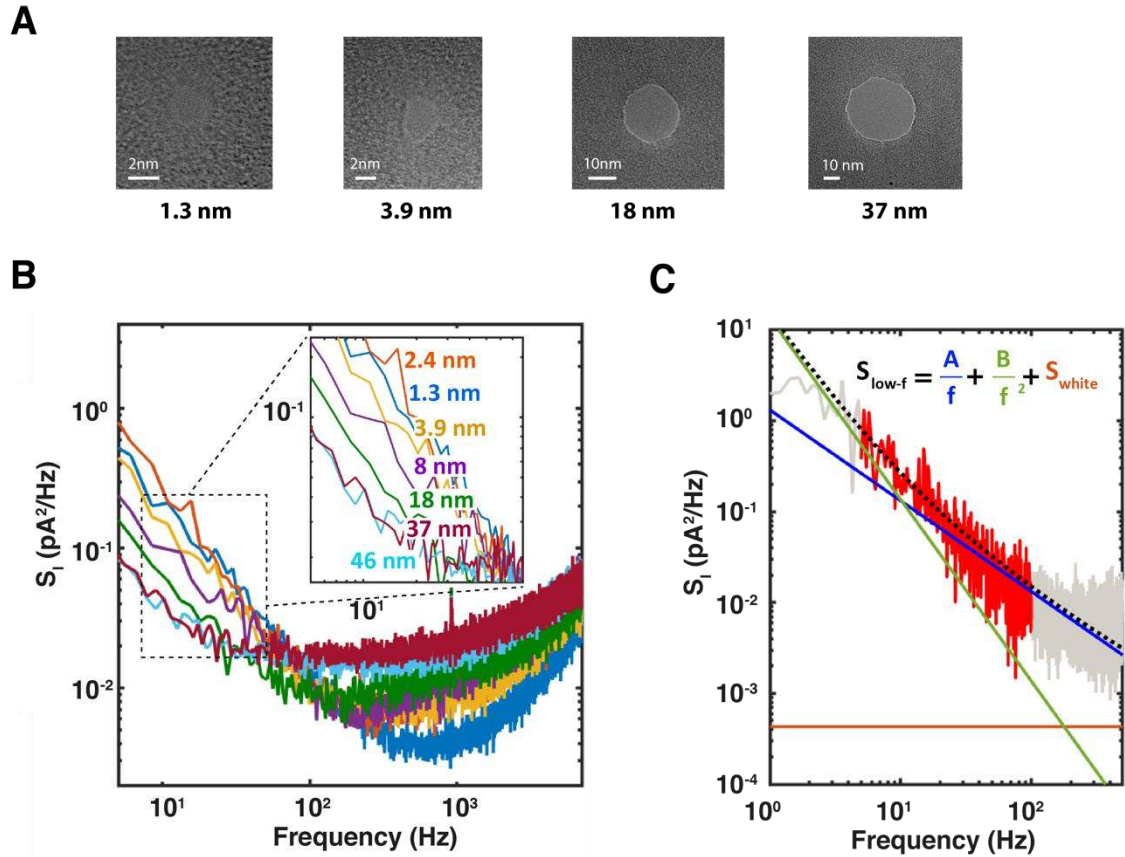 A
2nm
2nm
10nm
10 nm
1.3 nm
3.9 nm
18 nm
37 nm
B
S_I (pA²/Hz)
10⁰
10⁻¹
10⁻²
10¹
10²
10³
Frequency (Hz)
10⁻¹
10¹
2.4 nm
1.3 nm
3.9 nm
8 nm
18 nm
37 nm
46 nm
C
S_I (pA²/Hz)
10¹
10⁰
10⁻¹
10⁻²
10⁻³
10⁻⁴
10⁰
10¹
10²
Frequency (Hz)
S_low-f = A/f + B/f² + S_white